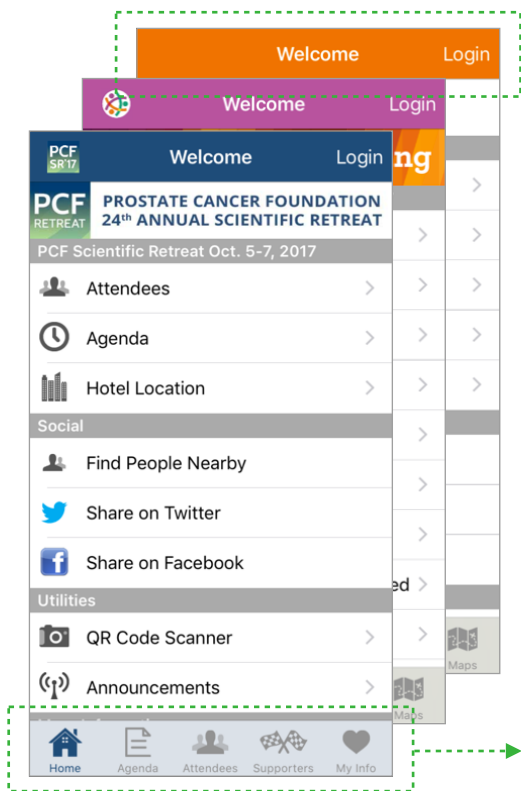 Welcome Login
Welcome Login
ng
PCF
SR'17
Welcome Login
PCF
RETREAT
PROSTATE CANCER FOUNDATION
24th ANNUAL SCIENTIFIC RETREAT
PCF Scientific Retreat Oct. 5-7, 2017
Attendees
Agenda
Hotel Location
Social
Find People Nearby
Share on Twitter
Share on Facebook
Utilities
ed
QR Code Scanner
Announcements
Maps
Maps
Home Agenda Attendees Supporters My Info